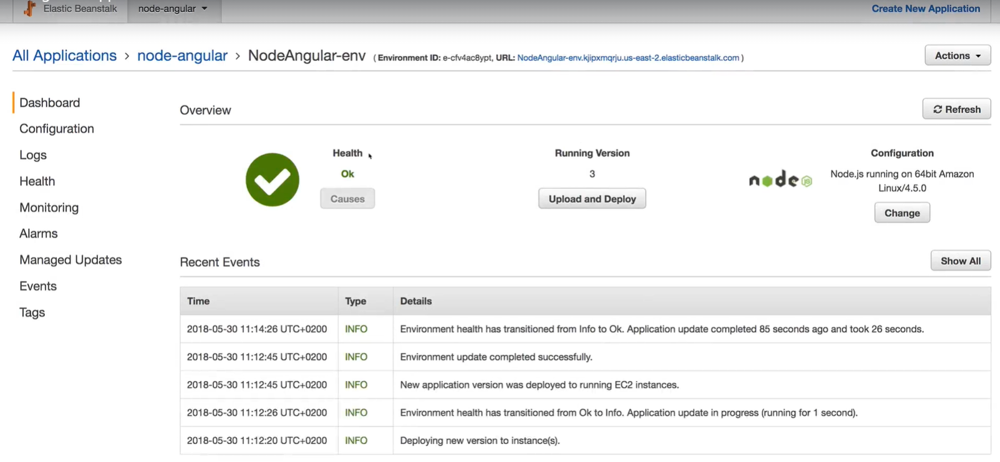 Elastic Beanstalk
node-angular
Create New Application
All Applications > node-angular > NodeAngular-env ( Environment ID: e-cfv4ac8ypt, URL: NodeAngular-env.kjipxmqrju.us-east-2.elasticbeanstalk.com )
Actions
Dashboard
Configuration
Logs
Health
Monitoring
Alarms
Managed Updates
Events
Tags
Overview
Refresh
Health
Ok
Causes
Running Version
3
Upload and Deploy
node JS
Configuration
Node.js running on 64bit Amazon
Linux/4.5.0
Change
Recent Events
Show All
Time Type Details
2018-05-30 11:14:26 UTC+0200 INFO Environment health has transitioned from Info to Ok. Application update completed 85 seconds ago and took 26 seconds.
2018-05-30 11:12:45 UTC+0200 INFO Environment update completed successfully.
2018-05-30 11:12:45 UTC+0200 INFO New application version was deployed to running EC2 instances.
2018-05-30 11:12:26 UTC+0200 INFO Environment health has transitioned from Ok to Info. Application update in progress (running for 1 second).
2018-05-30 11:12:20 UTC+0200 INFO Deploying new version to instance(s).